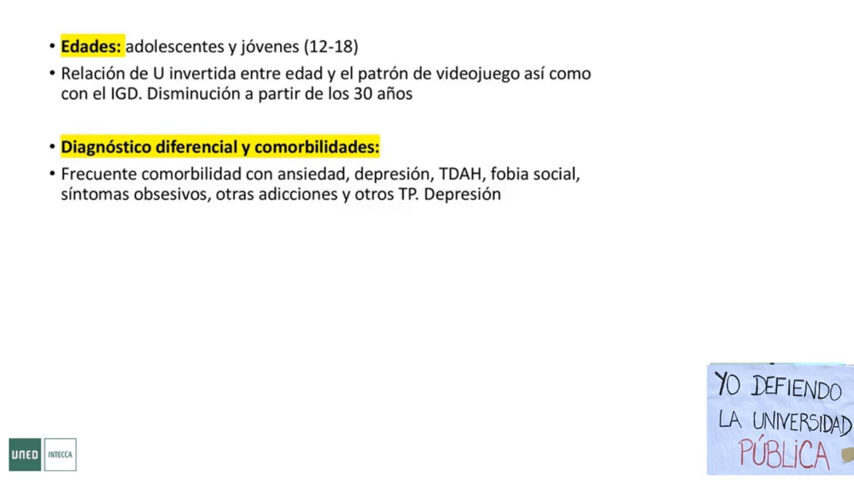 • Edades: adolescentes y jóvenes (12-18)
• Relación de U invertida entre edad y el patrón de videojuego así como
con el IGD. Disminución a partir de los 30 años
• Diagnóstico diferencial y comorbilidades:
• Frecuente comorbilidad con ansiedad, depresión, TDAH, fobia social,
síntomas obsesivos, otras adicciones y otros TP. Depresión
YO DEFIENDO
LA UNIVERSIDAD
PÚBLICA
UNED INTECCA